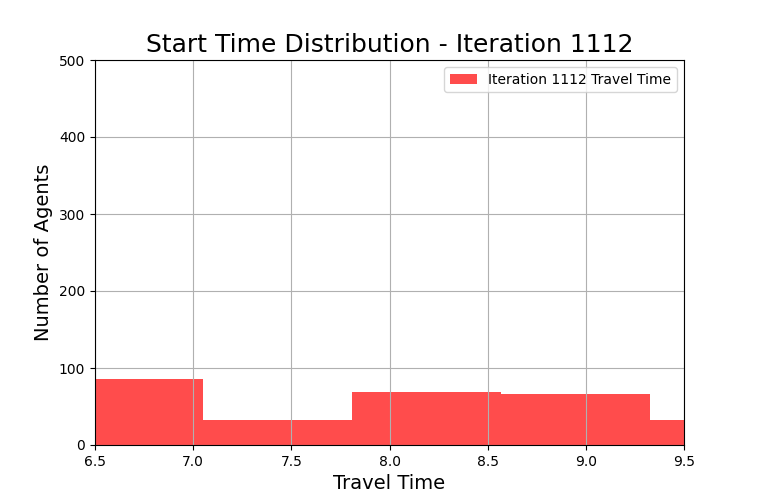 Start Time Distribution - Iteration 1112
Iteration 1112 Travel Time
Number of Agents
500
400
300
200
100
0
6.5 7.0 7.5 8.0 8.5 9.0 9.5
Travel Time